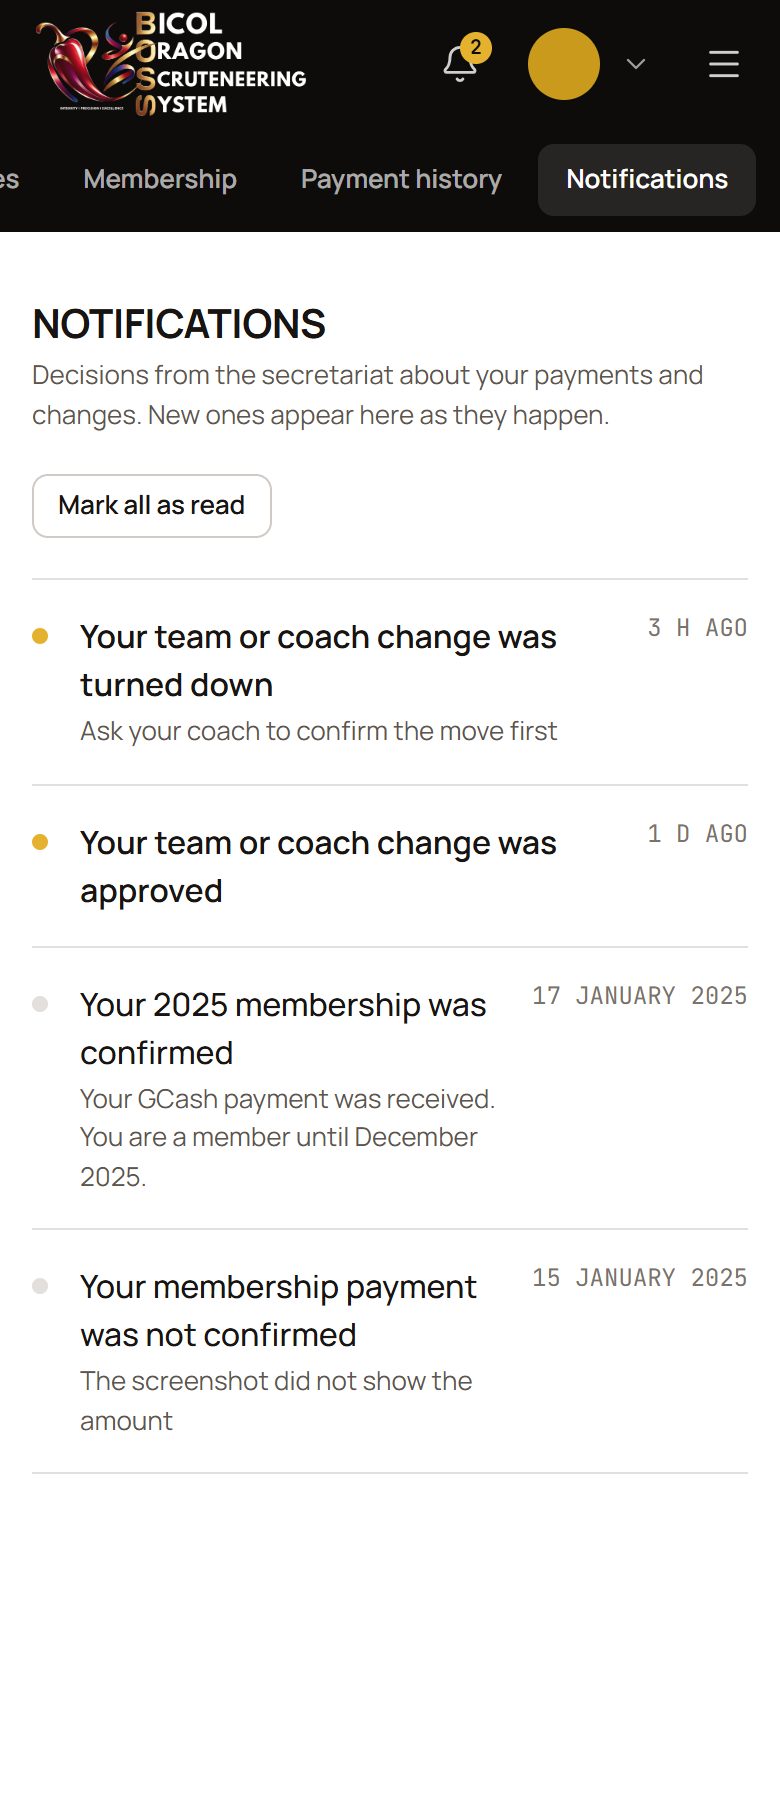 BICOL
DRAGON
SCRUTENEERING
SYSTEM
2
es
Membership
Payment history
Notifications
NOTIFICATIONS
Decisions from the secretariat about your payments and
changes. New ones appear here as they happen.
Mark all as read
Your team or coach change was
turned down
3 H AGO
Ask your coach to confirm the move first
Your team or coach change was
approved
1 D AGO
Your 2025 membership was
confirmed
17 JANUARY 2025
Your GCash payment was received.
You are a member until December
2025.
Your membership payment
was not confirmed
15 JANUARY 2025
The screenshot did not show the
amount